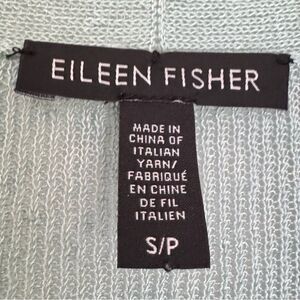 EILEEN FISHER
MADE IN
CHINA OF
ITALIAN
YARN/
FABRIQUÉ
EN CHINE
DE FIL
ITALIEN
S/P